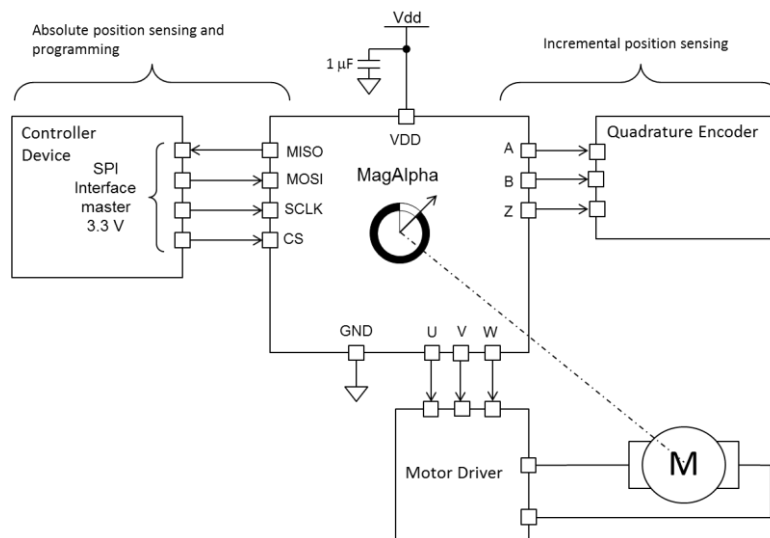 Absolute position sensing and
programming
Vdd
1 μF
Incremental position sensing
Controller
Device
SPI
Interface
master
3.3 V
MISO
MOSI
SCLK
CS
VDD
MagAlpha
A
B
Z
Quadrature Encoder
GND
U
V
W
Motor Driver
M